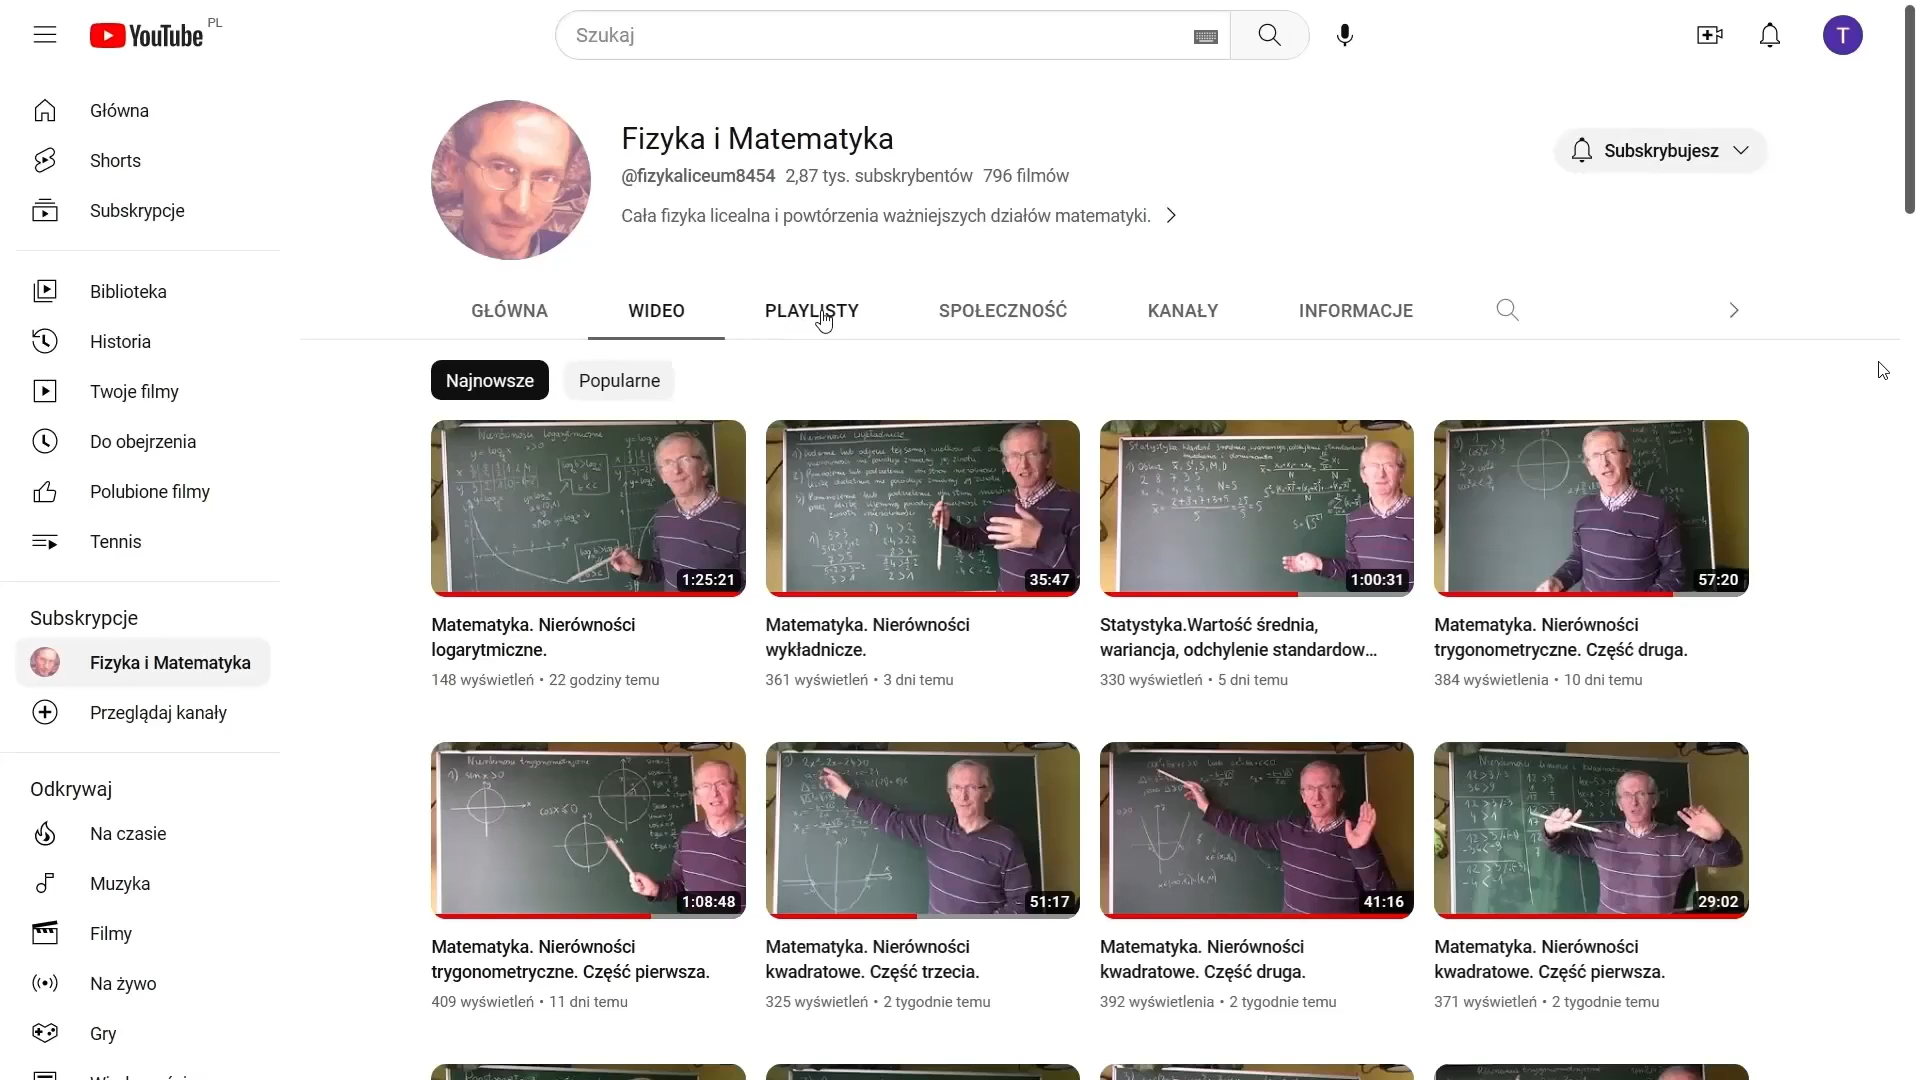 YouTube PL
Szukaj
T
Główna
Shorts
Subskrypcje
Biblioteka
Historia
Twoje filmy
Do obejrzenia
Polubione filmy
Tennis
Subskrypcje
Fizyka i Matematyka
Przeglądaj kanały
Odkrywaj
Na czasie
Muzyka
Filmy
Na żywo
Gry
Fizyka i Matematyka
@fizykaliceum8454 2,87 tys. subskrybentów 796 filmów
Cała fizyka licealna i powtórzenia ważniejszych działów matematyki.
Subskrybujesz
GŁÓWNA WIDEO PLAYLISTY SPOŁECZNOŚĆ KANAŁY INFORMACJE
Najnowsze Popularne
1:25:21
Matematyka. Nierówności
logarytmiczne.
148 wyświetleń • 22 godziny temu
35:47
Matematyka. Nierówności
wykładnicze.
361 wyświetleń • 3 dni temu
1:00:31
Statystyka.Wartość średnia,
wariancja, odchylenie standardow...
330 wyświetleń • 5 dni temu
57:20
Matematyka. Nierówności
trygonometryczne. Część druga.
384 wyświetlenia • 10 dni temu
1:08:48
Matematyka. Nierówności
trygonometryczne. Część pierwsza.
409 wyświetleń • 11 dni temu
51:17
Matematyka. Nierówności
kwadratowe. Część trzecia.
325 wyświetleń • 2 tygodnie temu
41:16
Matematyka. Nierówności
kwadratowe. Część druga.
392 wyświetlenia • 2 tygodnie temu
29:02
Matematyka. Nierówności
kwadratowe. Część pierwsza.
371 wyświetleń • 2 tygodnie temu